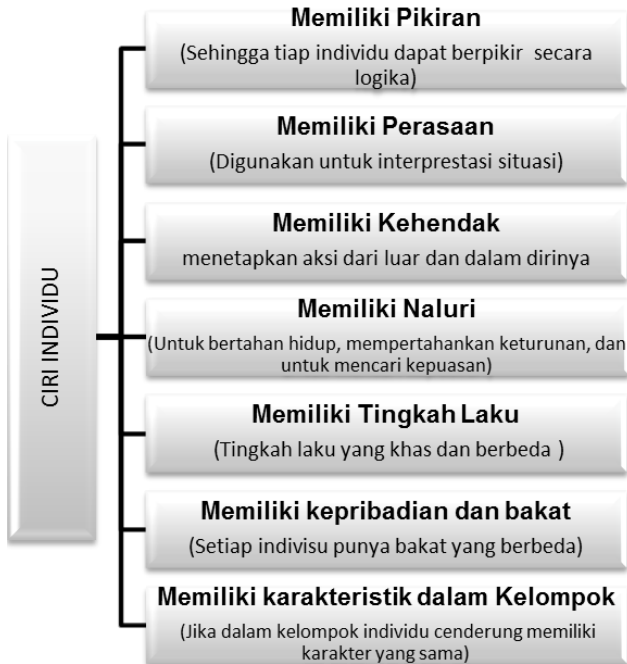 CIRI INDIVIDU
Memiliki Pikiran
(Sehingga tiap individu dapat berpikir secara
logika)
Memiliki Perasaan
(Digunakan untuk interprestasi situasi)
Memiliki Kehendak
menetapkan aksi dari luar dan dalam dirinya
Memiliki Naluri
(Untuk bertahan hidup, mempertahankan keturunan, dan
untuk mencari kepuasan)
Memiliki Tingkah Laku
(Tingkah laku yang khas dan berbeda )
Memiliki kepribadian dan bakat
(Setiap indivisu punya bakat yang berbeda)
Memiliki karakteristik dalam Kelompok
(Jika dalam kelompok individu cenderung memiliki
karakter yang sama)